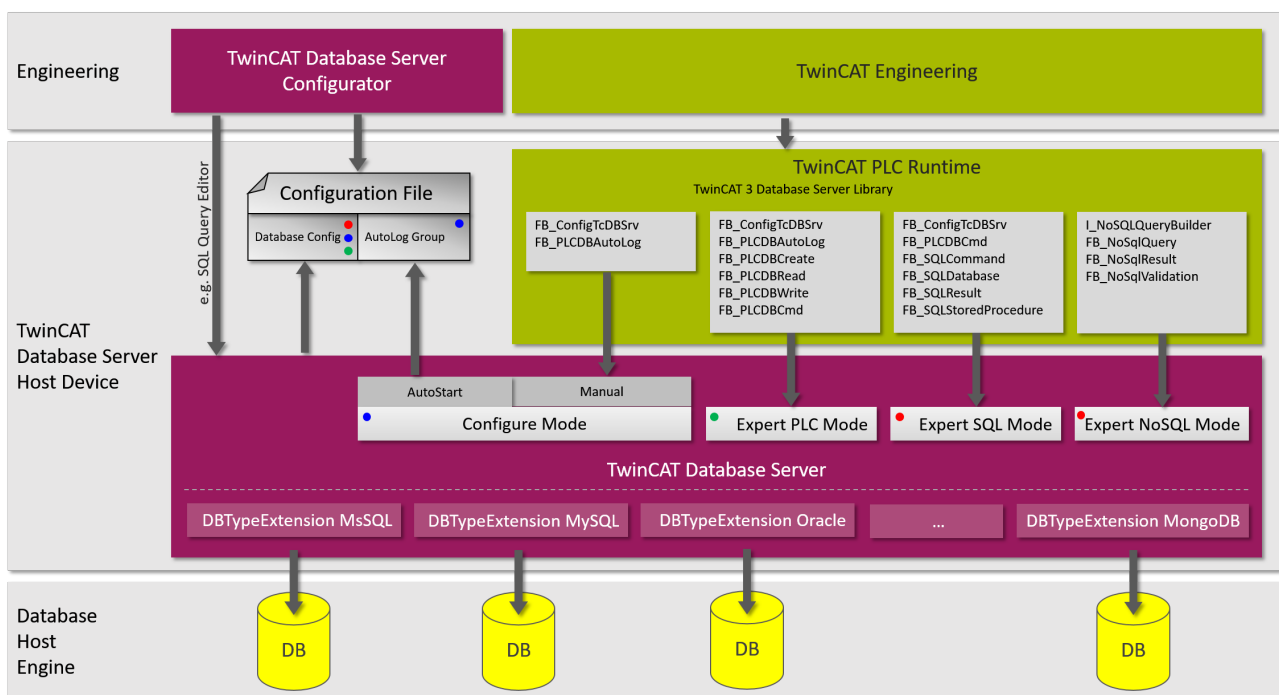 Engineering
TwinCAT Database Server
Configurator
TwinCAT Engineering
e.g. SQL Query Editor
Configuration File
Database Config
AutoLog Group
TwinCAT PLC Runtime
TwinCAT 3 Database Server Library
FB_ConfigTcDBSrv
FB_PLCDBAutoLog
FB_ConfigTcDBSrv
FB_PLCDBAutoLog
FB_PLCDBCreate
FB_PLCDBRead
FB_PLCDBWrite
FB_PLCDBCmd
FB_ConfigTcDBSrv
FB_PLCDBCmd
FB_SQLCommand
FB_SQLDatabase
FB_SQLResult
FB_SQLStoredProcedure
I_NoSQLQueryBuilder
FB_NoSqlQuery
FB_NoSqlResult
FB_NoSqlValidation
TwinCAT
Database Server
Host Device
AutoStart
Manual
Configure Mode
Expert PLC Mode
Expert SQL Mode
Expert NoSQL Mode
TwinCAT Database Server
DBTypeExtension MsSQL
DBTypeExtension MySQL
DBTypeExtension Oracle
...
DBTypeExtension MongoDB
Database
Host
Engine
DB
DB
DB
DB